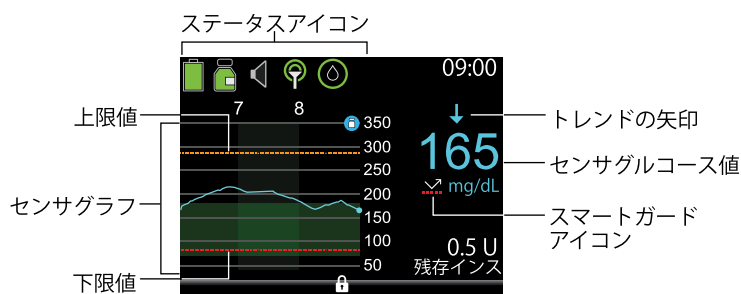 ステータスアイコン
09:00
7 8
上限値
350
トレンドの矢印
300
165
250
センサグルコース値
mg/dL
センサグラフ
200
スマートガード
アイコン
150
100
0.5 U
残存インス
下限値
50